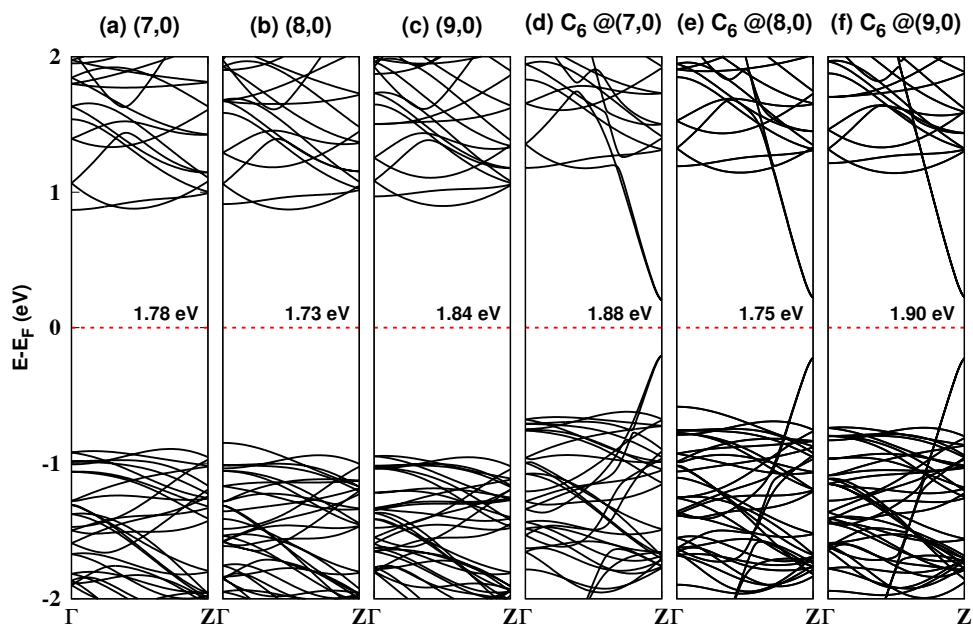 (a) (7,0) (b) (8,0) (c) (9,0) (d) C6 @(7,0) (e) C6 @(8,0) (f) C6 @(9,0)
2
1
E-EF (eV)
1.78 eV 1.73 eV 1.84 eV 1.88 eV 1.75 eV 1.90 eV
0
-1
-2
Γ ZΓ ZΓ ZΓ ZΓ ZΓ Z